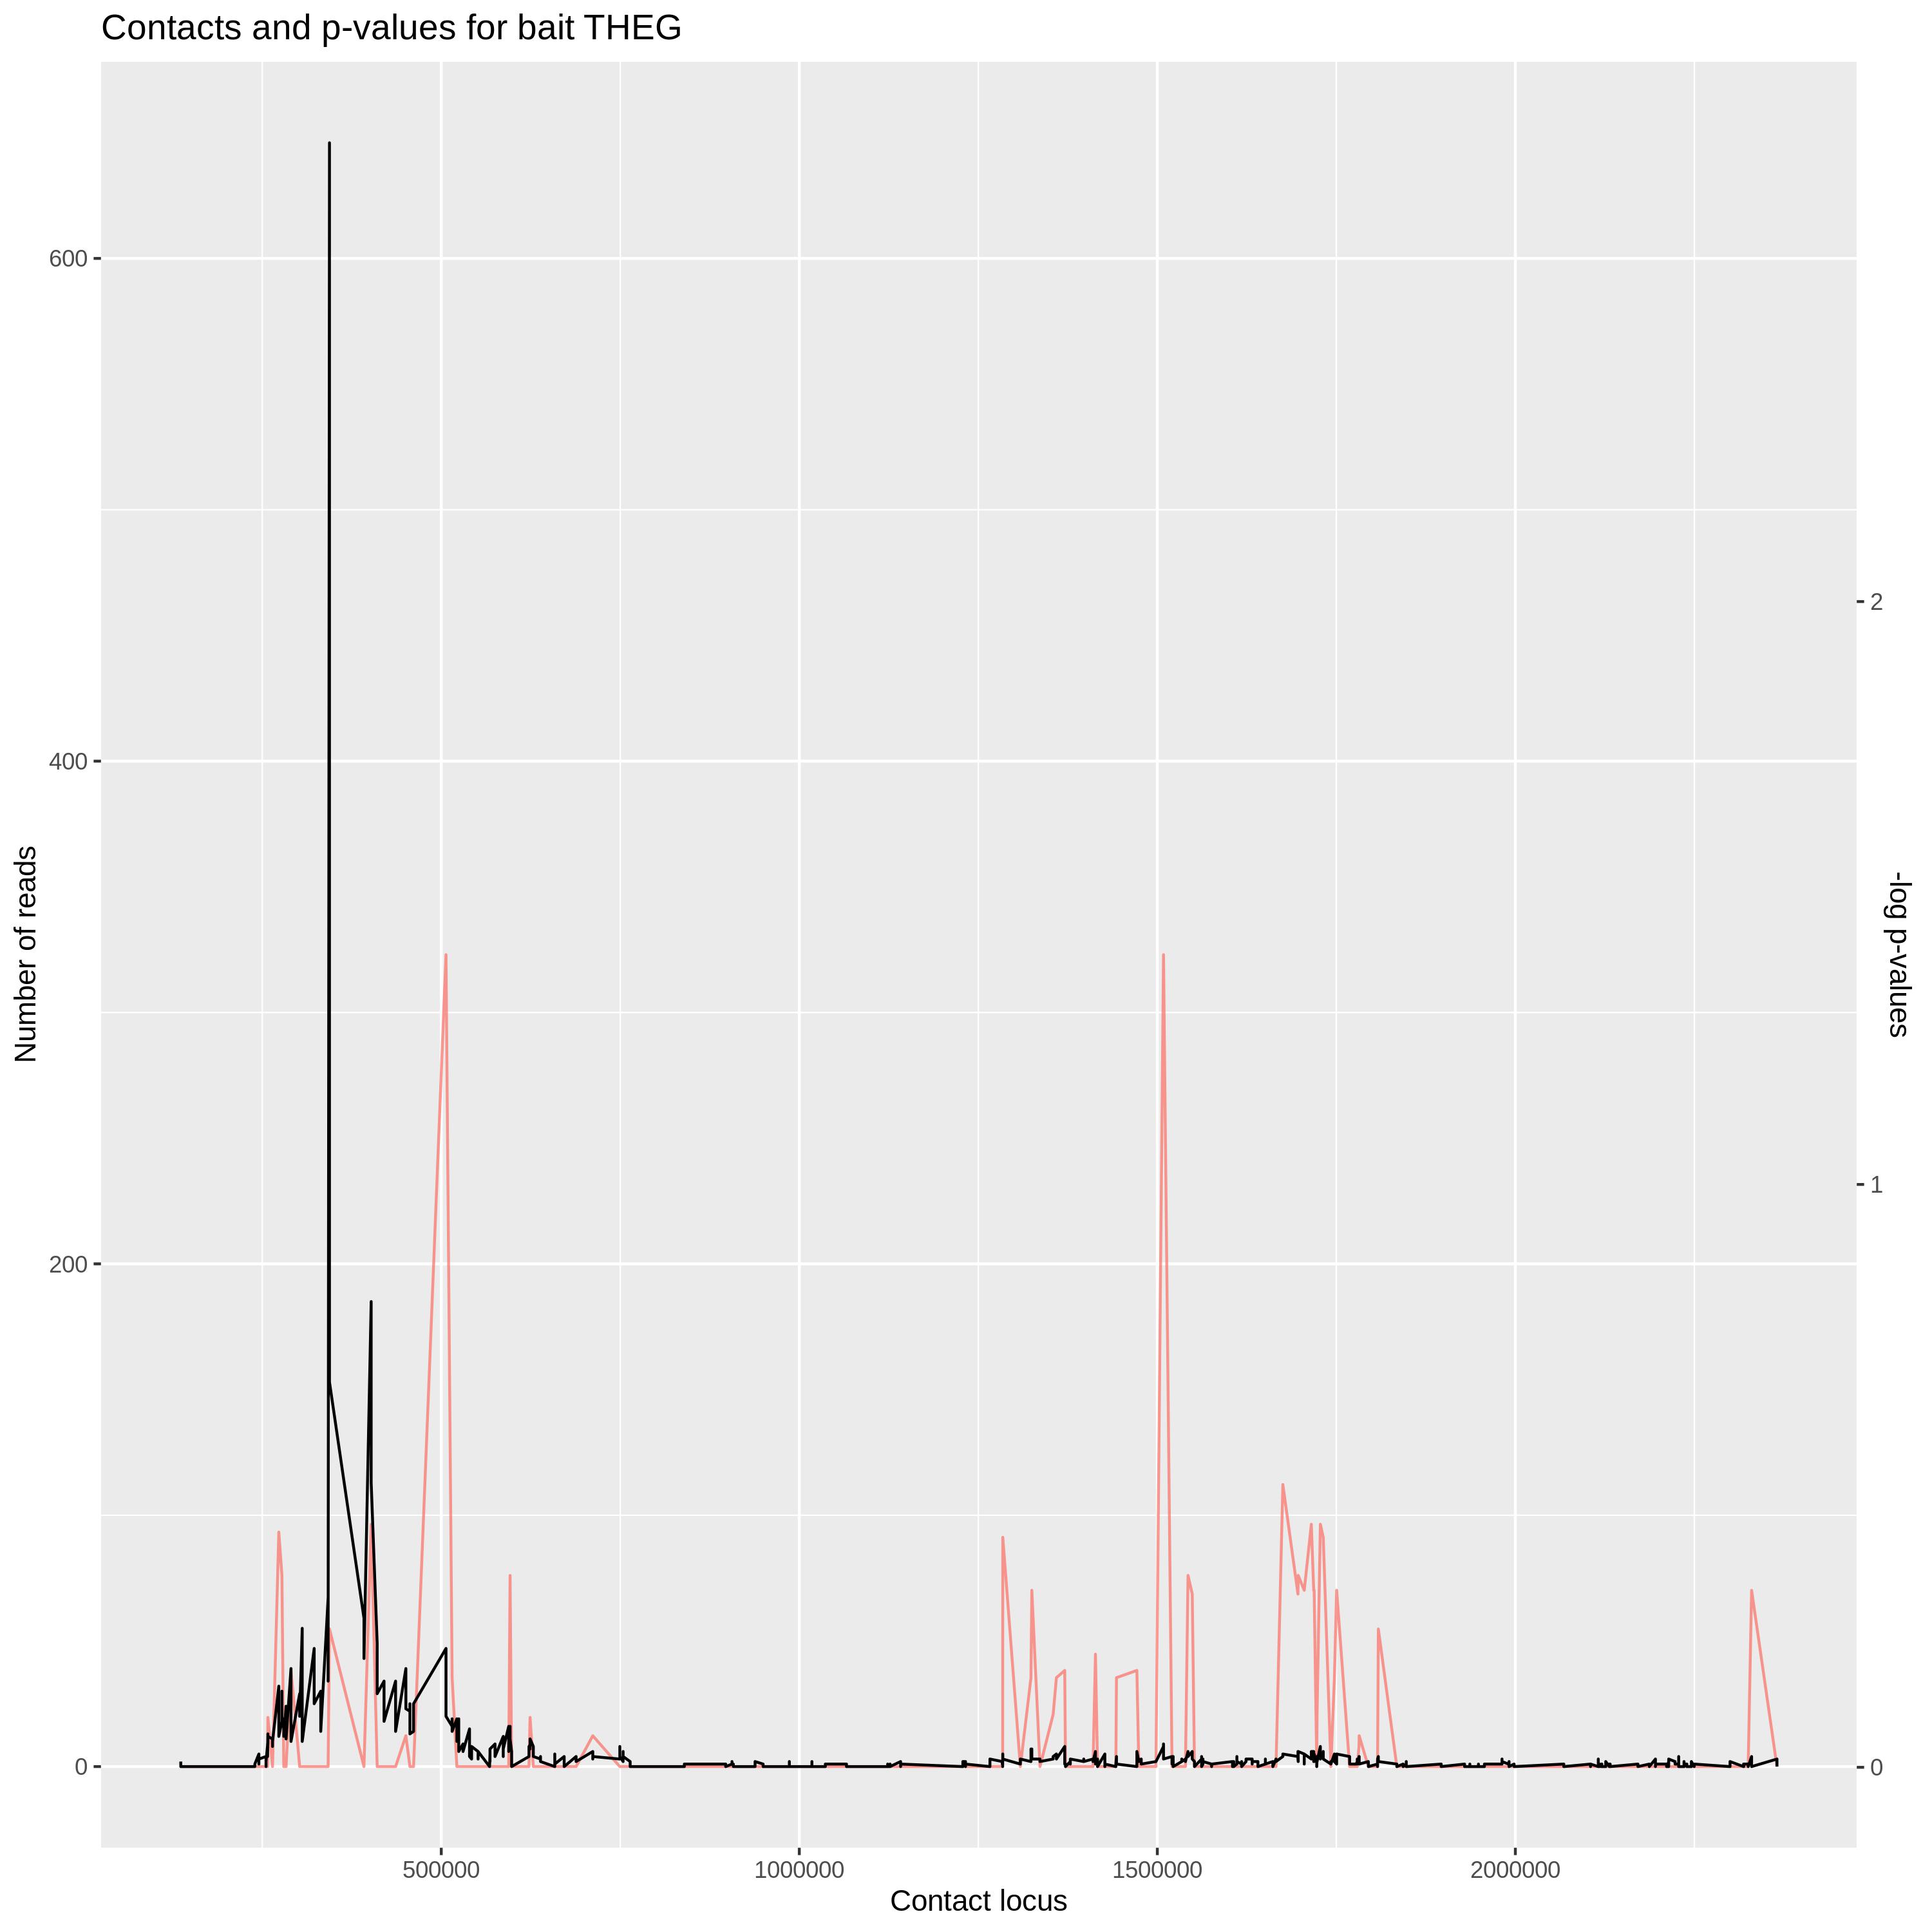 Contacts and p-values for bait THEG
Number of reads
600
400
200
0
2
1
0
-log p-values
500000
1000000
1500000
2000000
Contact locus